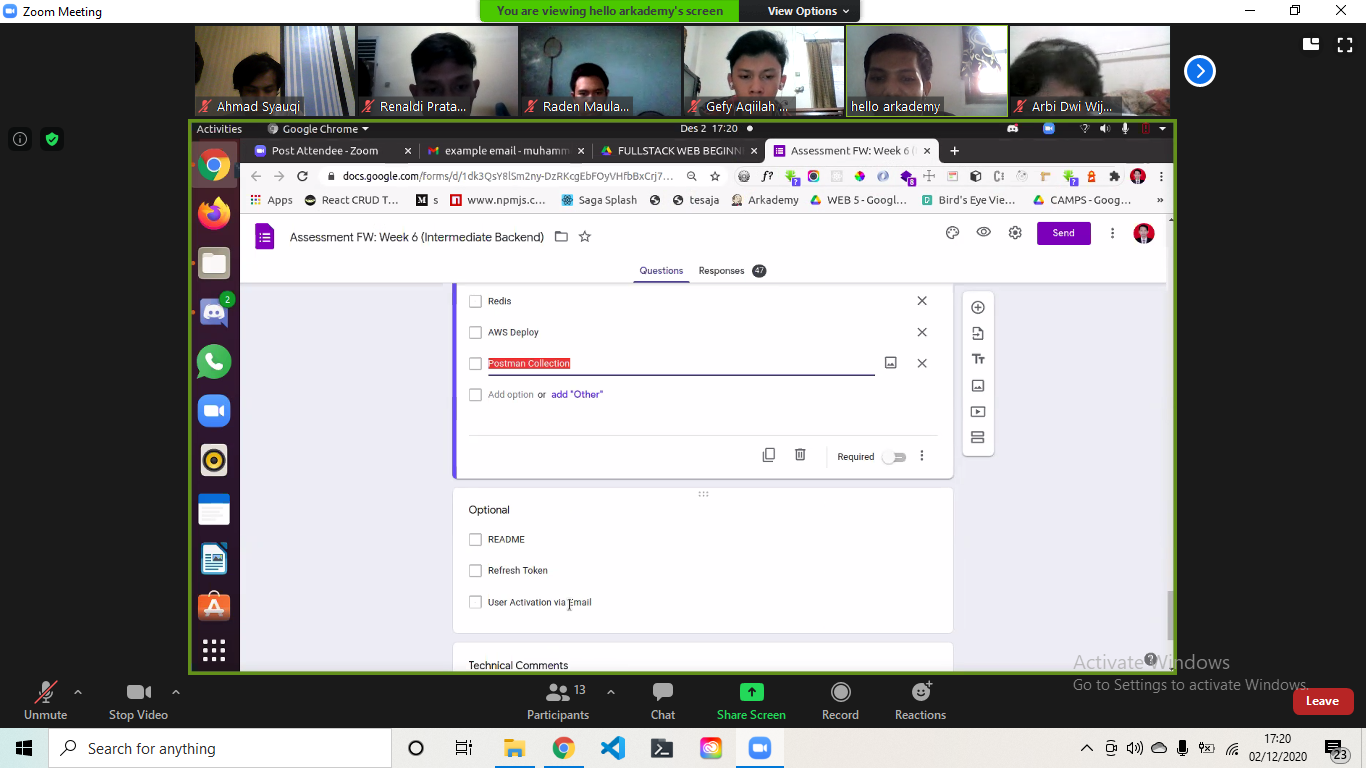 Zoom Meeting
You are viewing hello arkademy's screen
View Options
Ahmad Syauqi
Renaldi Prata...
Raden Maula...
Gefy Aqiilah ...
hello arkademy
Arbi Dwi Wij...
Activities
Google Chrome
Des 2 17:20
Post Attendee - Zoom
example email - muhamm
FULLSTACK WEB BEGINN
Assessment FW: Week 6 (
docs.google.com/forms/d/1dk3QsY8lSm2ny-DzRKcgEbFOyVHfbBxCrj7...
Apps
React CRUD T...
M s
www.npmjs.c...
Saga Splash
tesaja
Arkademy
WEB 5 - Googl...
Bird's Eye Vie...
CAMPS - Goog...
»
Assessment FW: Week 6 (Intermediate Backend)
Send
Questions
Responses 47
2
Redis
AWS Deploy
Postman Collection
Add option or add "Other"
Required
Optional
README
Refresh Token
User Activation via Email
Technical Comments
Activate Windows
Go to Settings to activate Windows.
Unmute
Stop Video
Participants 13
Chat
Share Screen
Record
Reactions
Leave
Search for anything
17:20
02/12/2020
23